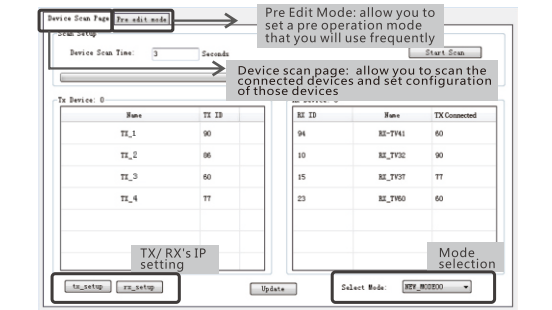 Device Scan Page
Pre edit mode
Pre Edit Mode: allow you to
set a pre operation mode
that you will use frequently
Scan Setup
Device Scan Time:
3
Seconds
Start Scan
Device scan page: allow you to scan the
connected devices and set configuration
of those devices
Tx Device: 0
Name TX ID
TX_1 90
TX_2 86
TX_3 60
TX_4 77
RX ID Name TX Connected
94 RX-TV41 60
10 RX_TV32 90
15 RX_TV37 77
23 RX_TV60 60
TX/ RX's IP
setting
Mode
selection
tx_setup
rx_setup
Update
Select Mode:
NEW_MODE00